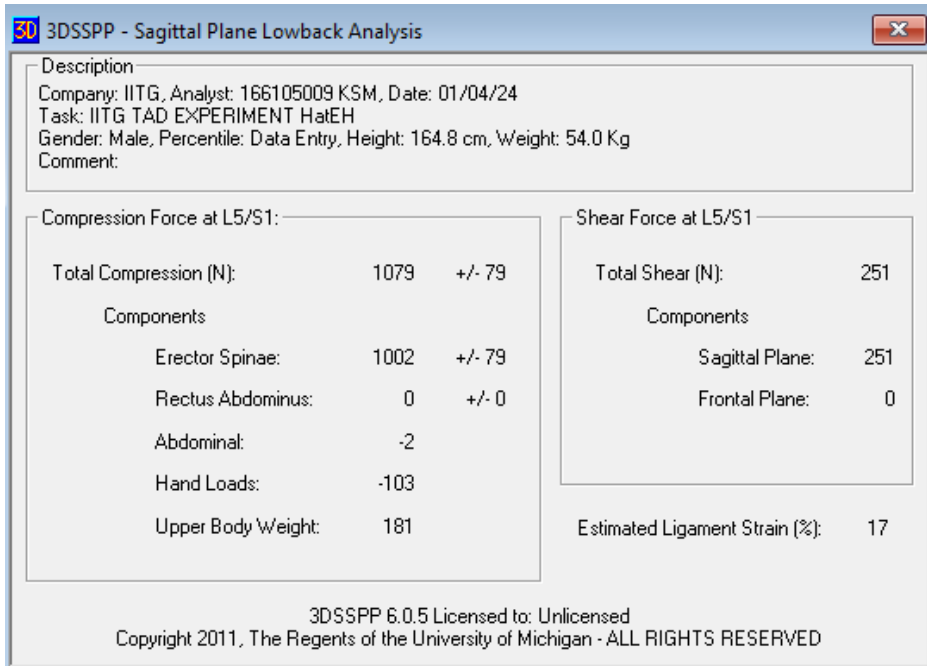 3D 3DSSPP - Sagittal Plane Lowback Analysis
Description
Company: IITG, Analyst: 166105009 KSM, Date: 01/04/24
Task: IITG TAD EXPERIMENT HatEH
Gender: Male, Percentile: Data Entry, Height: 164.8 cm, Weight: 54.0 Kg
Comment:
Compression Force at L5/S1:
Total Compression (N): 1079 +/- 79
Components
Erector Spinae: 1002 +/- 79
Rectus Abdominus: 0 +/- 0
Abdominal: -2
Hand Loads: -103
Upper Body Weight: 181
Shear Force at L5/S1
Total Shear (N): 251
Components
Sagittal Plane: 251
Frontal Plane: 0
Estimated Ligament Strain (%): 17
3DSSPP 6.0.5 Licensed to: Unlicensed
Copyright 2011, The Regents of the University of Michigan - ALL RIGHTS RESERVED